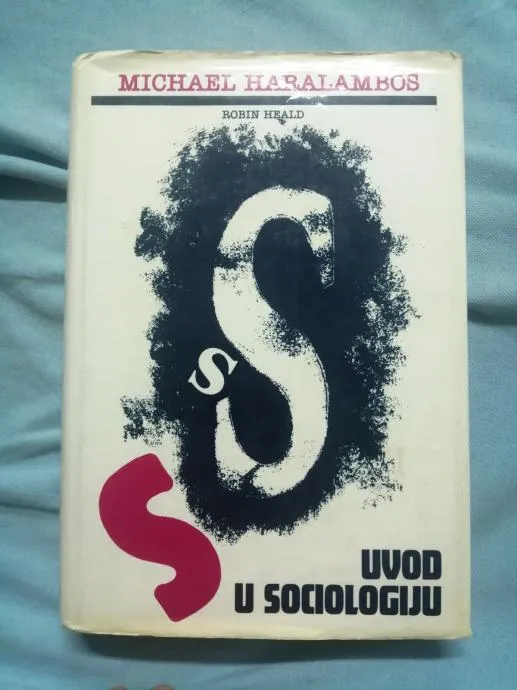 MICHAEL HARALAMBOS
ROBIN HEALD
S
S
S
UVOD
U SOCIOLOGIJU